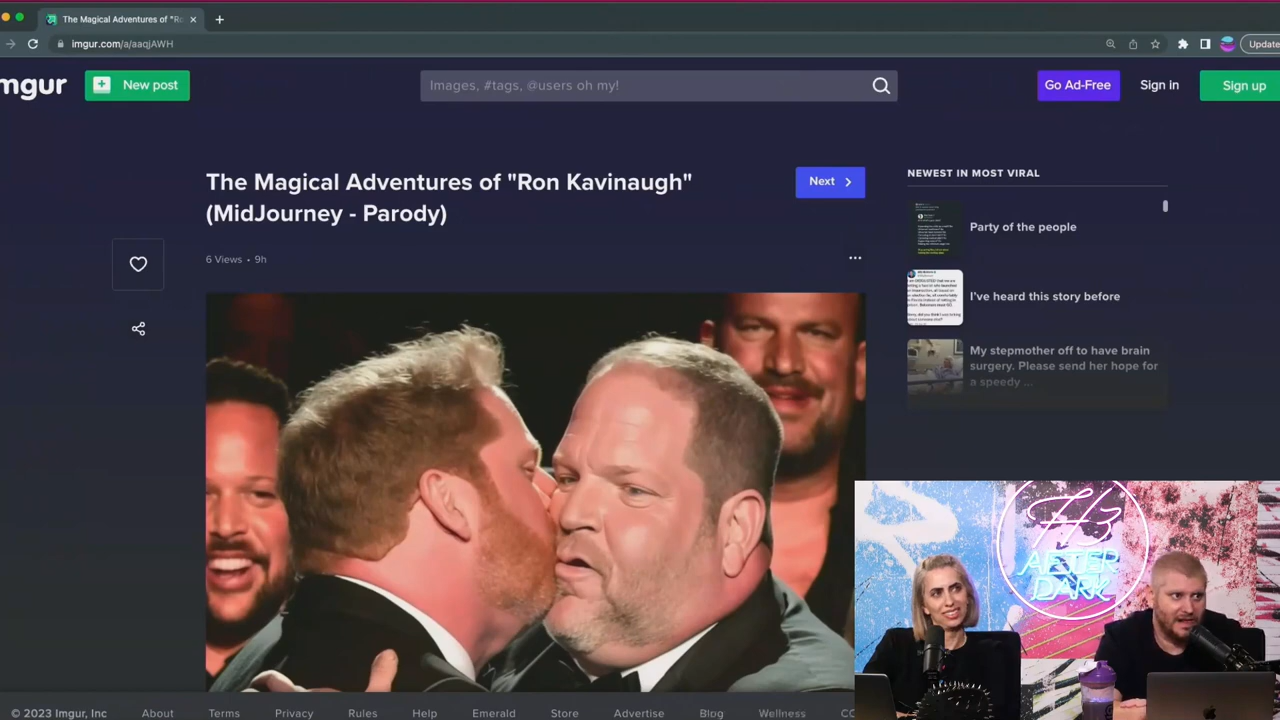 The Magical Adventures of "R
imgur.com/a/aaqjAWH
Update
mgur
New post
Images, #tags, @users oh my!
Go Ad-Free
Sign in
Sign up
The Magical Adventures of "Ron Kavinaugh"
(MidJourney - Parody)
Next
6 Views • 9h
NEWEST IN MOST VIRAL
Party of the people
I've heard this story before
My stepmother off to have brain
surgery. Please send her hope for
a speedy ...
H3
AFTER
DARK
© 2023 Imgur, Inc
About
Terms
Privacy
Rules
Help
Emerald
Store
Advertise
Blog
Wellness
CC